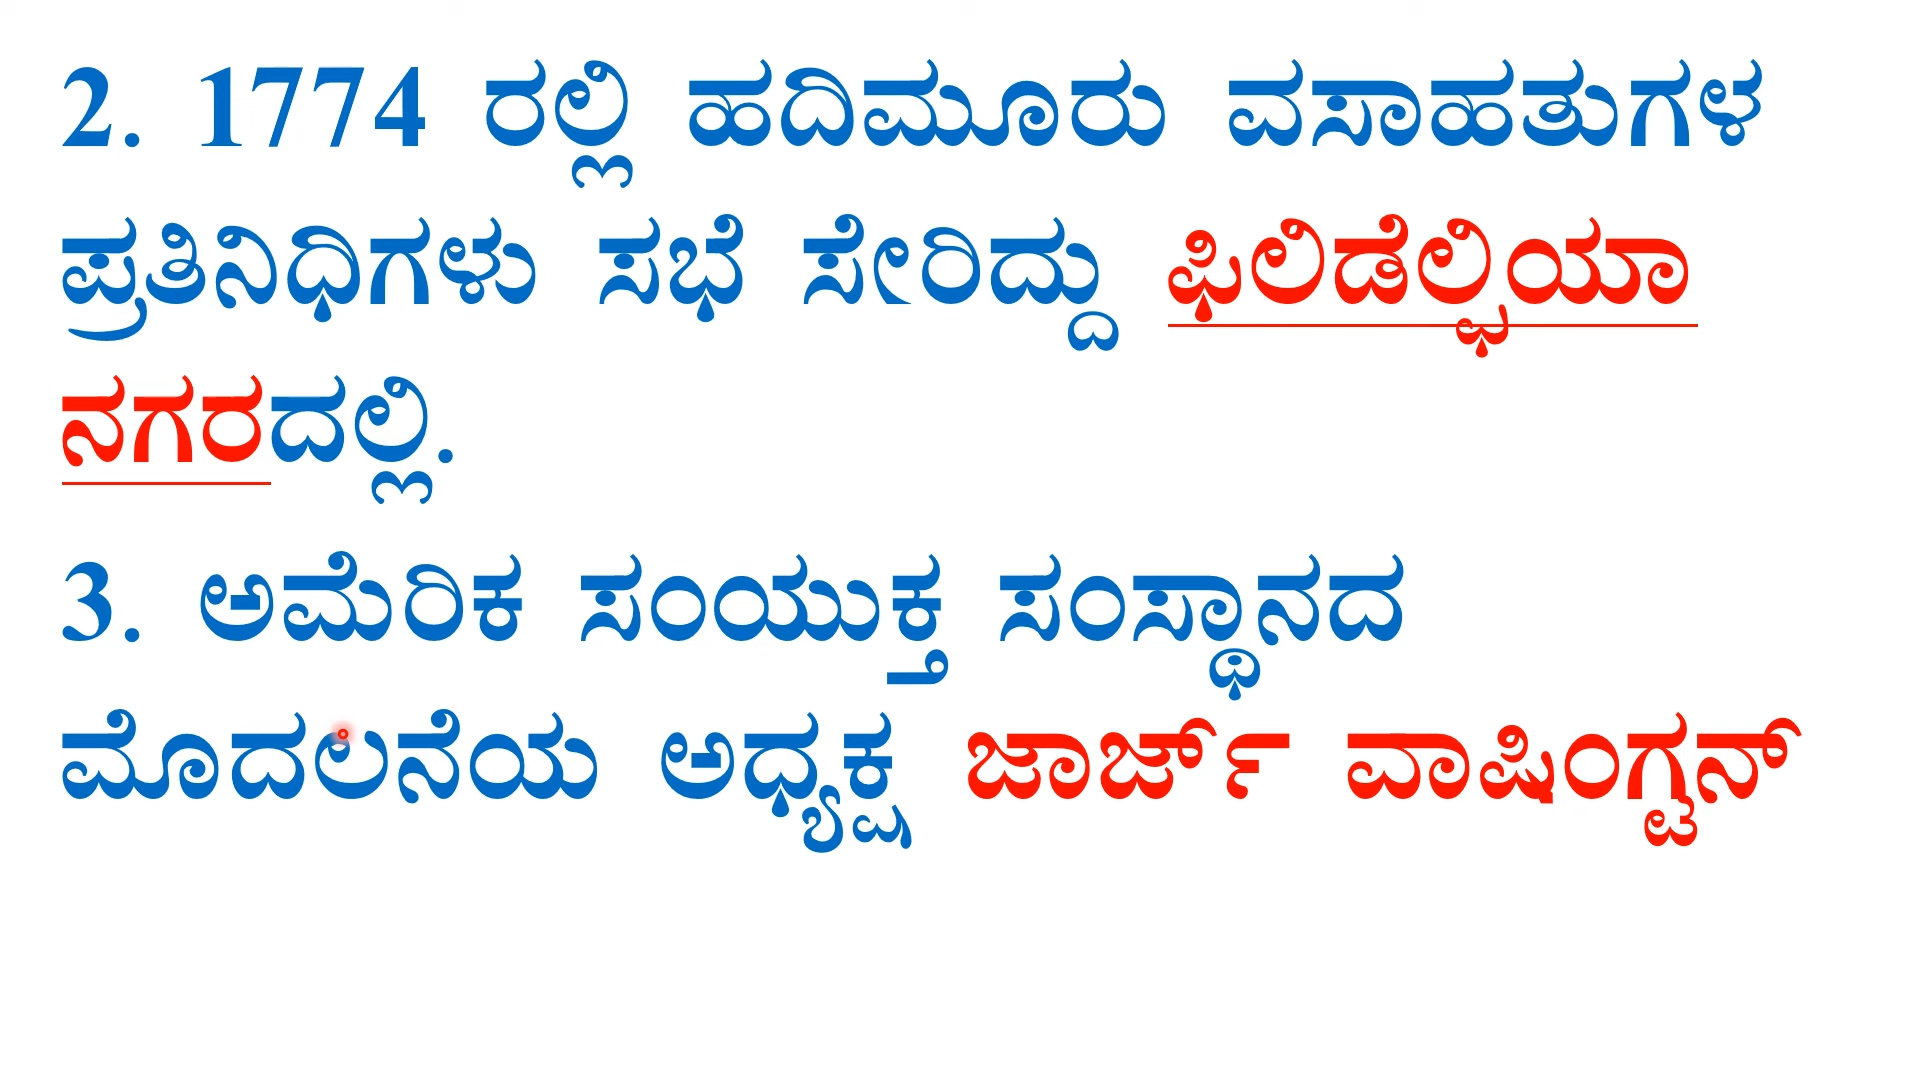 2. 1774 ರಲ್ಲಿ ಹದಿಮೂರು ವಸಾಹತುಗಳ
ಪ್ರತಿನಿಧಿಗಳು ಸಭೆ ಸೇರಿದ್ದು ಫಿಲಿಡೆಲ್ಫಿಯಾ
ನಗರದಲ್ಲಿ.
3. ಅಮೆರಿಕ ಸಂಯುಕ್ತ ಸಂಸ್ಥಾನದ
ಮೊದಲನೆಯ ಅಧ್ಯಕ್ಷ ಜಾರ್ಜ್ ವಾಷಿಂಗ್ಟನ್